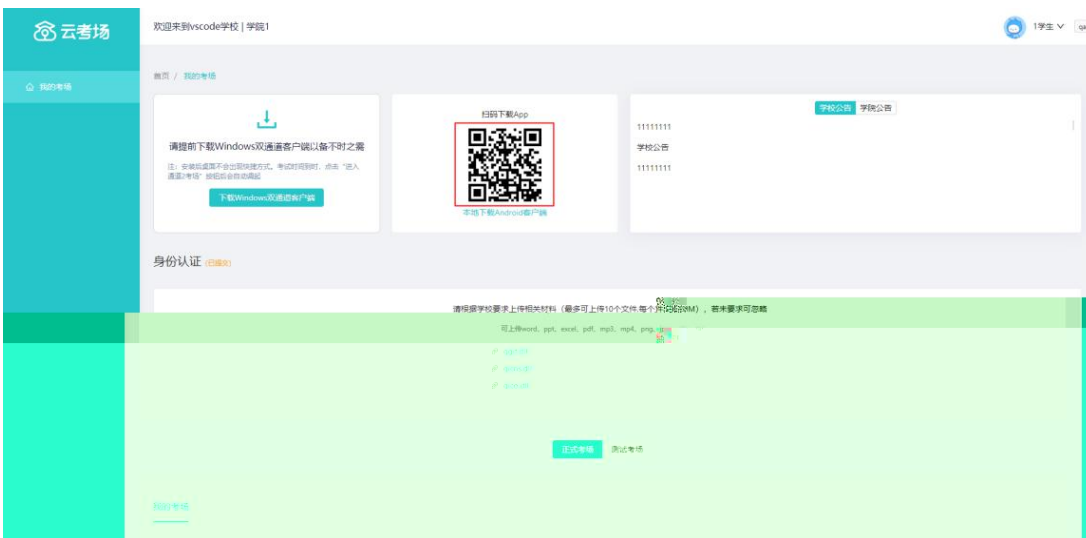 云考场
欢迎来到vscode学校 | 学院1
1学生
我的考场
首页 / 我的考场
请提前下载Windows双通道客户端以备不时之需
注：安装后桌面不会出现快捷方式。考试时间到时，点击“进入
通道2考场”按钮后会自动调起
下载Windows双通道客户端
扫码下载App
本地下载Android客户端
学校公告 学院公告
11111111
学校公告
11111111
身份认证 (已提交)
请根据学校要求上传相关材料（最多可上传10个文件,每个
），若未要求可忽略
可上传word、ppt、excel、pdf、mp3、mp4、png、
正式考场 测试考场
我的考场